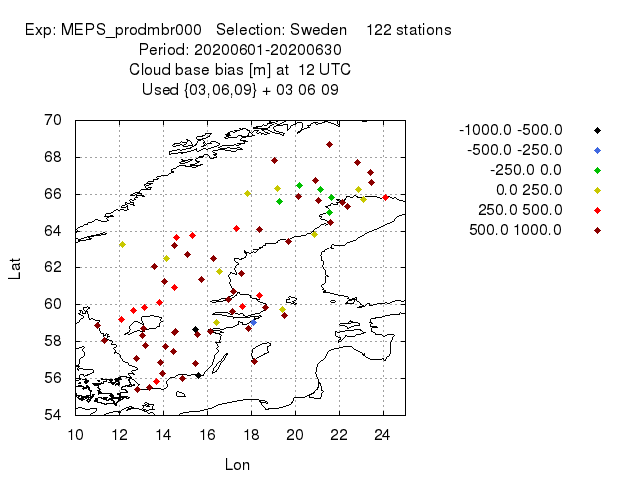 Exp: MEPS_prodmbr000 Selection: Sweden 122 stations
Period: 20200601-20200630
Cloud base bias [m] at 12 UTC
Used {03,06,09} + 03 06 09
70
68
66
64
62
60
58
56
54
Lat
10 12 14 16 18 20 22 24
Lon
-1000.0 -500.0
-500.0 -250.0
-250.0 0.0
0.0 250.0
250.0 500.0
500.0 1000.0